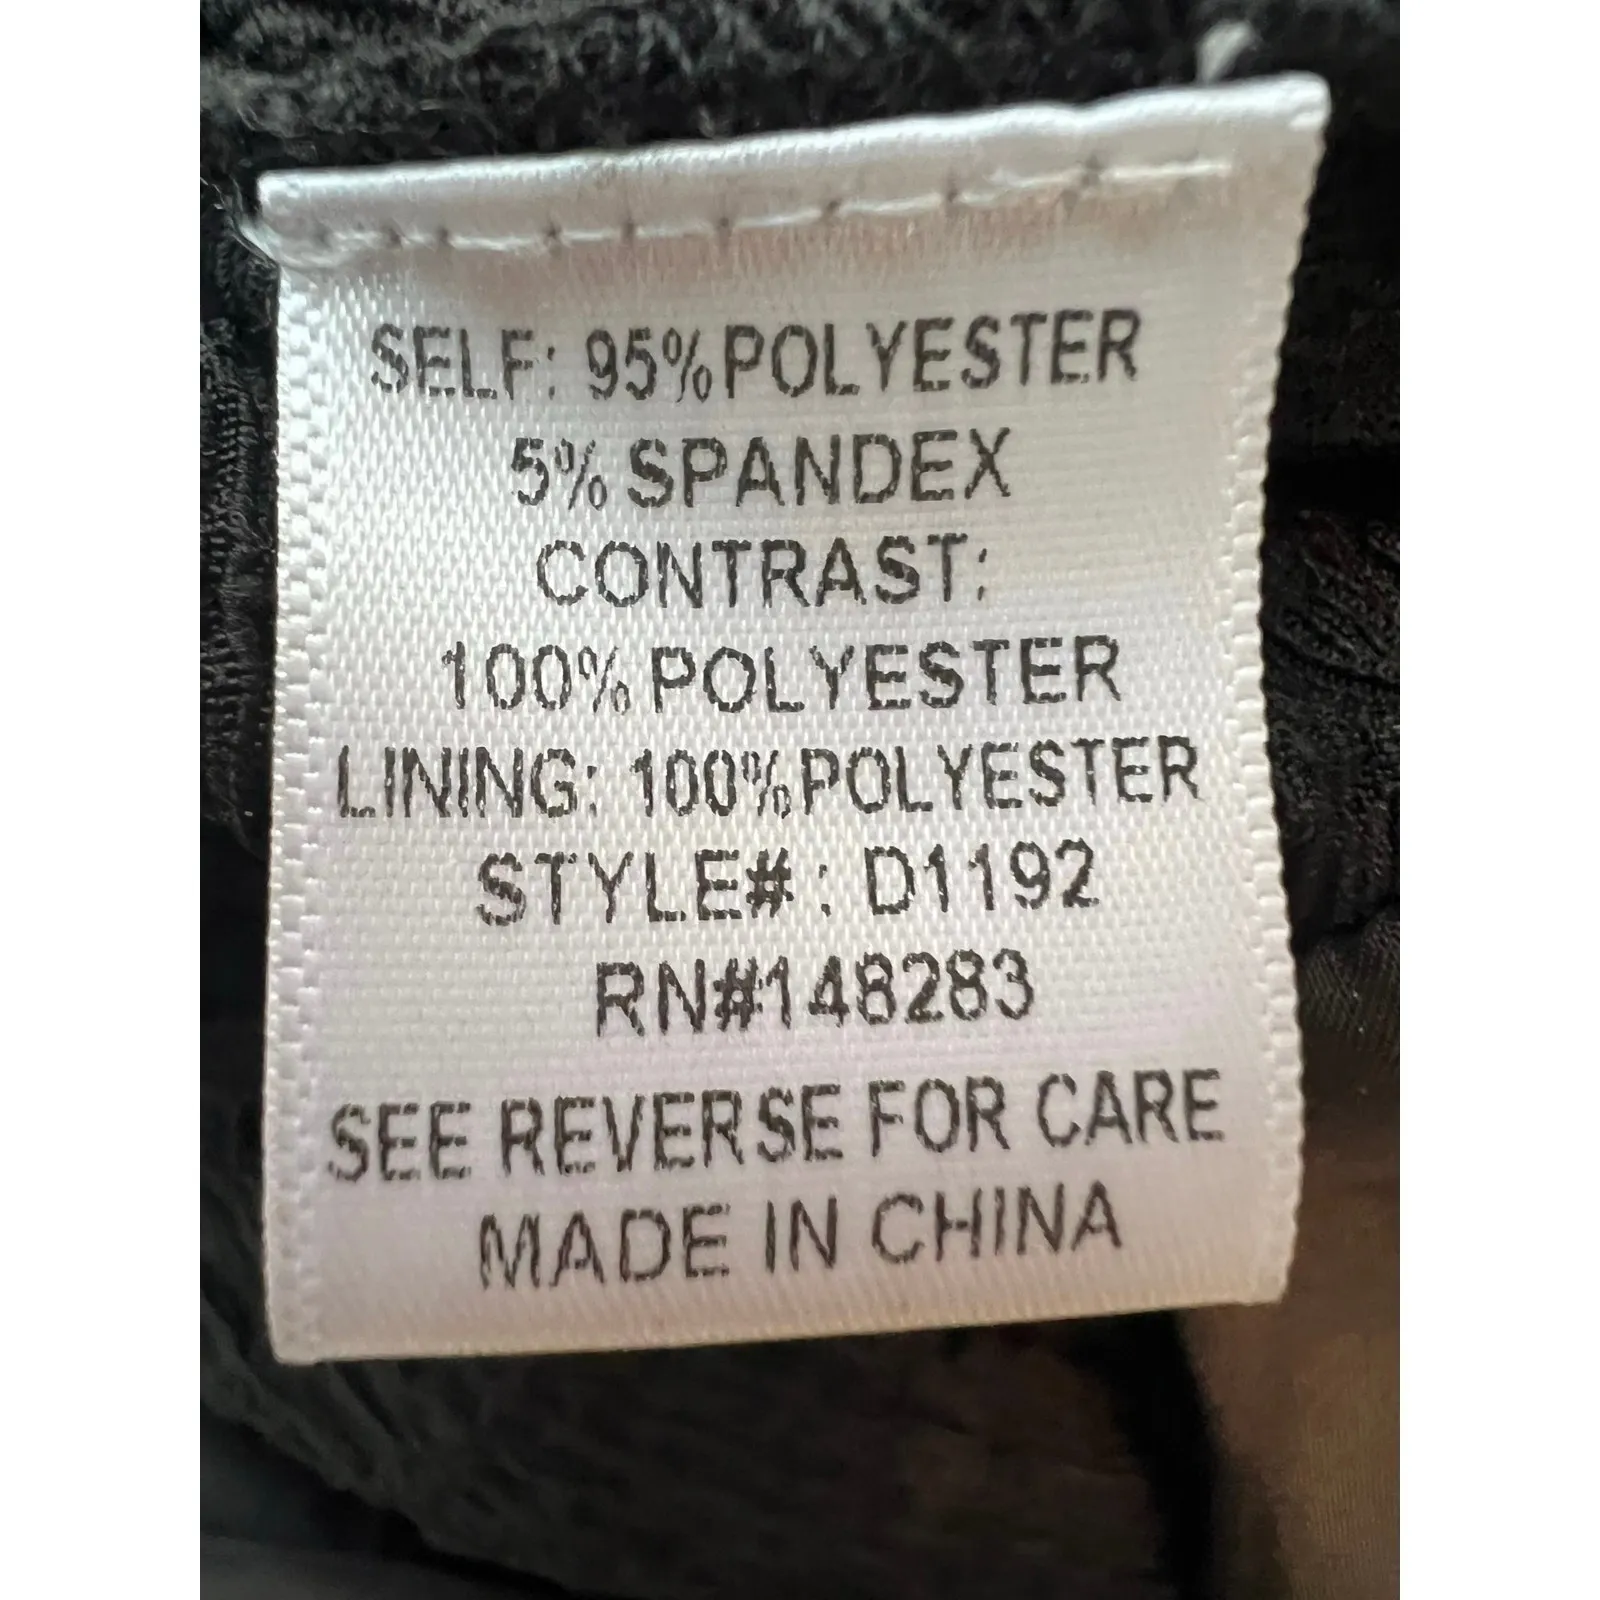 SELF: 95% POLYESTER
5% SPANDEX
CONTRAST:
100% POLYESTER
LINING: 100% POLYESTER
STYLE# : D1192
RN#148283
SEE REVERSE FOR CARE
MADE IN CHINA